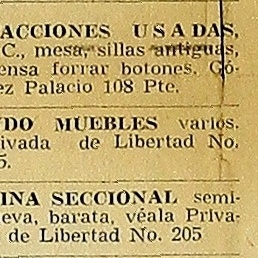 ACCIONES USADAS,
C., mesa, sillas antiguas,
ensa forrar botones. Gó-
ez Palacio 108 Pte.
DO MUEBLES varios.
ivada de Libertad No.
5.
INA SECCIONAL semi-
eva, barata, véala Priva-
de Libertad No. 205